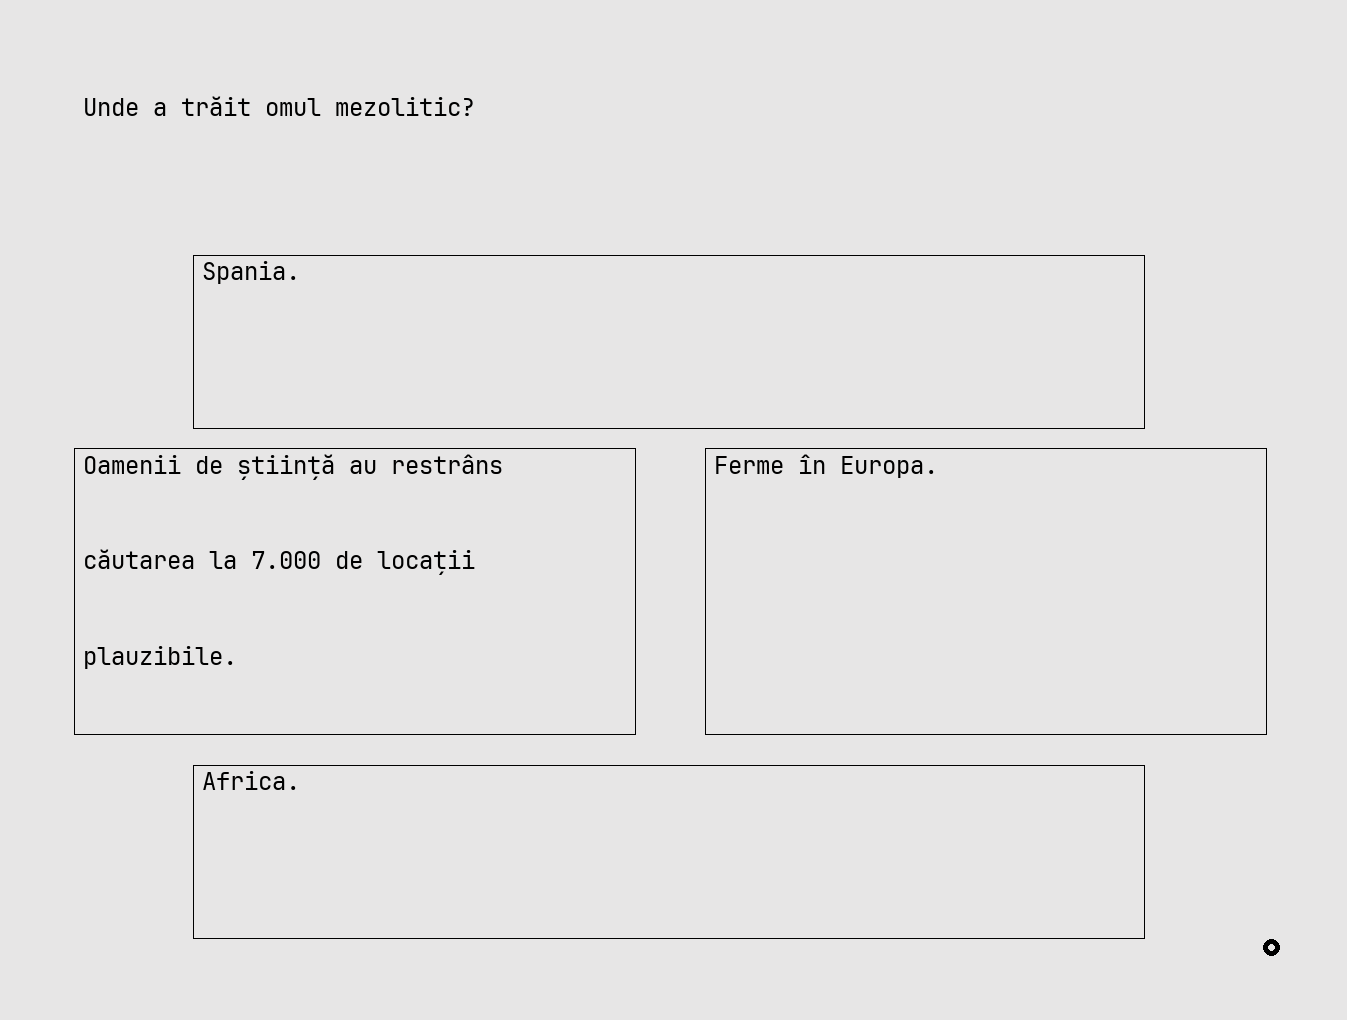 Unde a trăit omul mezolitic?
Spania.
Oamenii de știință au restrâns
căutarea la 7.000 de locații
plauzibile.
Ferme în Europa.
Africa.